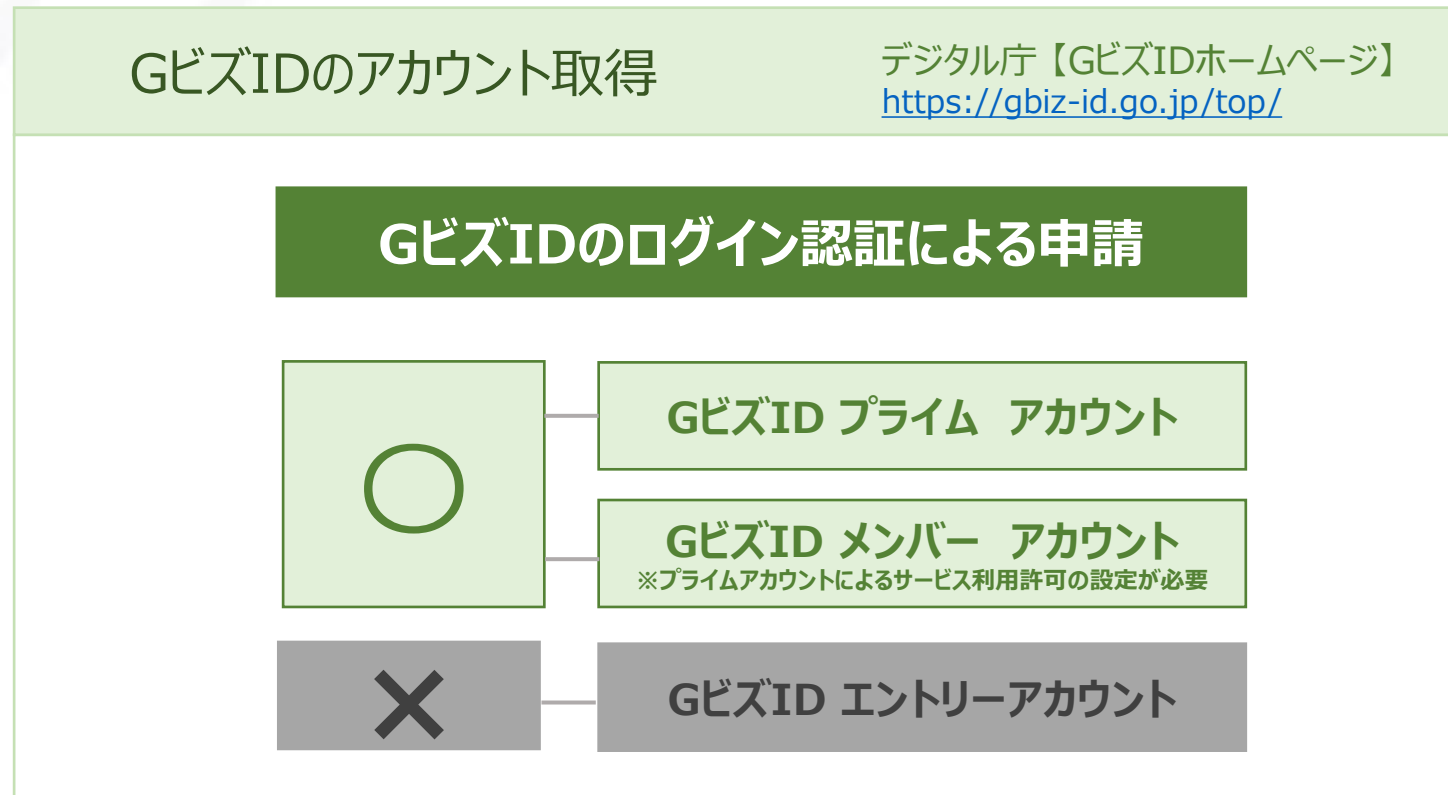 GビズIDのアカウント取得
デジタル庁【GビズIDホームページ】
https://gbiz-id.go.jp/top/
GビズIDのログイン認証による申請
〇
GビズID プライム　アカウント
GビズID メンバー　アカウント
※プライムアカウントによるサービス利用許可の設定が必要
×
GビズID エントリーアカウント